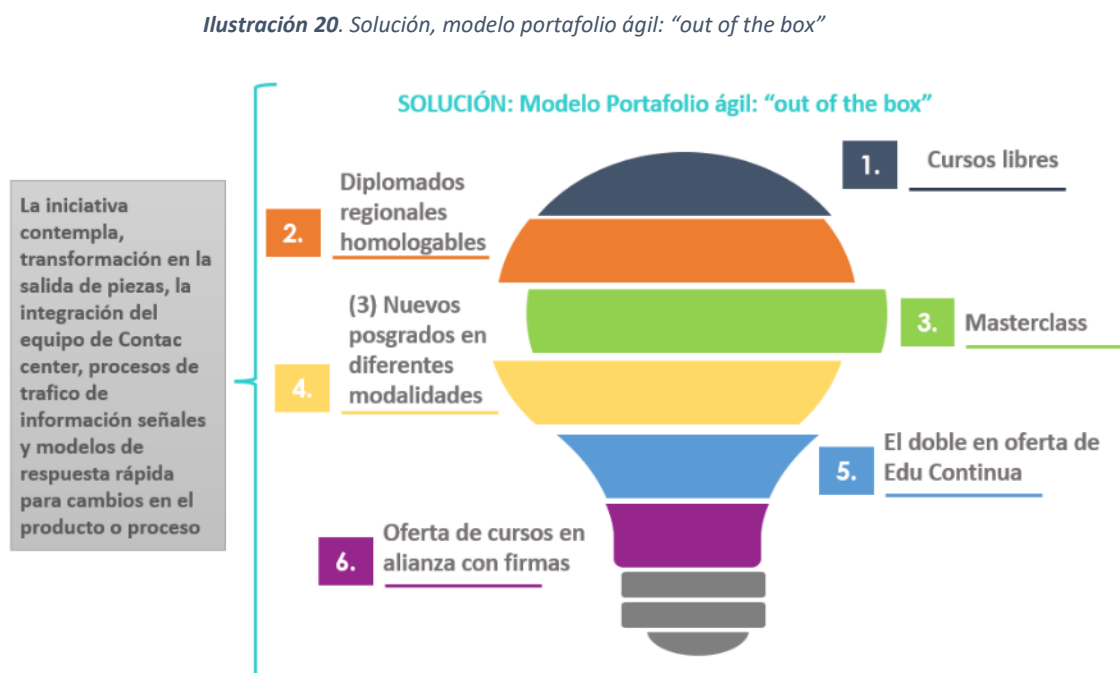 Ilustración 20. Solución, modelo portafolio ágil: “out of the box”
SOLUCIÓN: Modelo Portafolio ágil: “out of the box”
La iniciativa
contempla,
transformación en la
salida de piezas, la
integración del
equipo de Contac
center, procesos de
trafico de
información señales
y modelos de
respuesta rápida
para cambios en el
producto o proceso
1.
Cursos libres
2.
Diplomados
regionales
homologables
3.
Masterclass
4.
(3) Nuevos
posgrados en
diferentes
modalidades
5.
El doble en oferta de
Edu Continua
6.
Oferta de cursos en
alianza con firmas